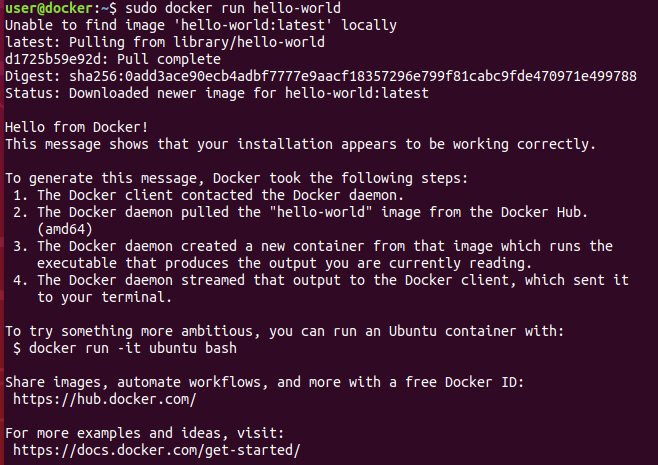 user@docker:~$ sudo docker run hello-world
Unable to find image 'hello-world:latest' locally
latest: Pulling from library/hello-world
d1725b59e92d: Pull complete
Digest: sha256:0add3ace90ecb4adbf7777e9aacf18357296e799f81cabc9fde470971e499788
Status: Downloaded newer image for hello-world:latest

Hello from Docker!
This message shows that your installation appears to be working correctly.

To generate this message, Docker took the following steps:
 1. The Docker client contacted the Docker daemon.
 2. The Docker daemon pulled the "hello-world" image from the Docker Hub.
    (amd64)
 3. The Docker daemon created a new container from that image which runs the
    executable that produces the output you are currently reading.
 4. The Docker daemon streamed that output to the Docker client, which sent it
    to your terminal.

To try something more ambitious, you can run an Ubuntu container with:
 $ docker run -it ubuntu bash

Share images, automate workflows, and more with a free Docker ID:
 https://hub.docker.com/

For more examples and ideas, visit:
 https://docs.docker.com/get-started/